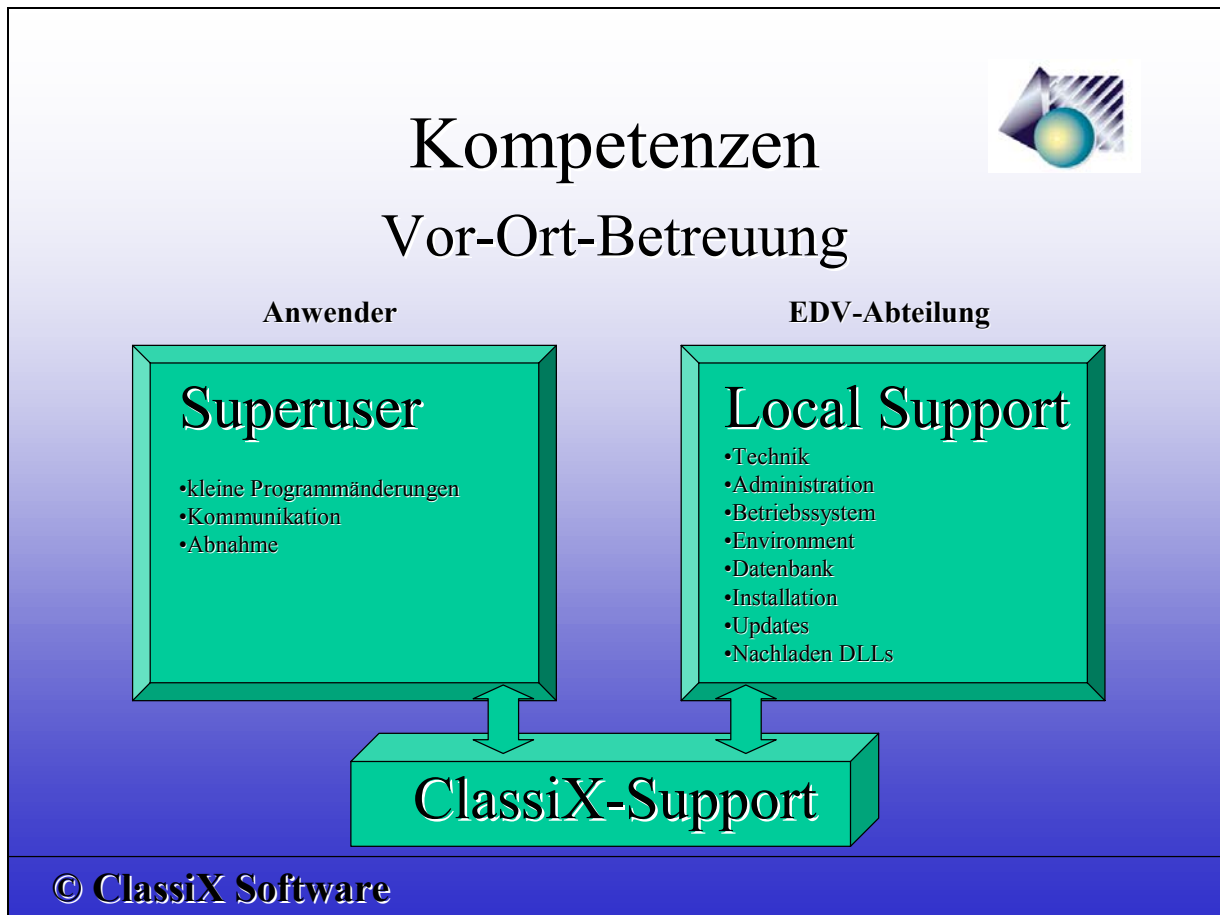 Kompetenzen
Vor-Ort-Betreuung
Anwender
Superuser
•kleine Programmänderungen
•Kommunikation
•Abnahme
EDV-Abteilung
Local Support
•Technik
•Administration
•Betriebssystem
•Environment
•Datenbank
•Installation
•Updates
•Nachladen DLLs
ClassiX-Support
© ClassiX Software